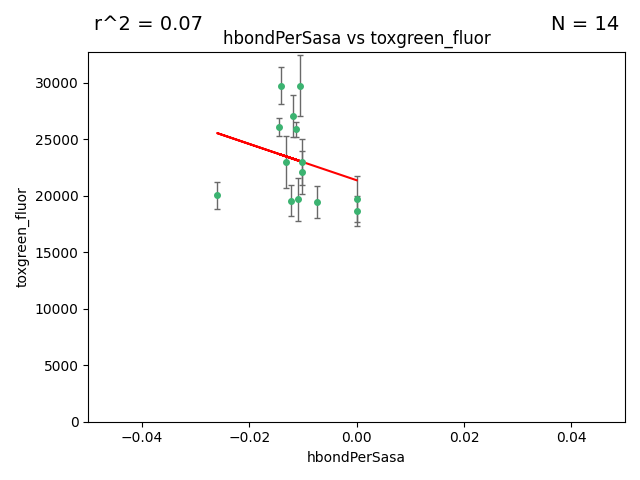 r^2 = 0.07
N = 14
hbondPerSasa vs toxgreen_fluor
30000
25000
20000
15000
10000
5000
0
toxgreen_fluor
−0.04
−0.02
0.00
0.02
0.04
hbondPerSasa